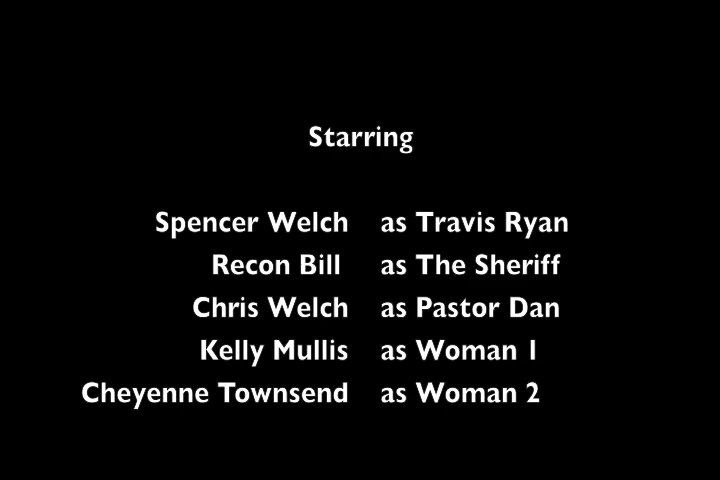 Starring
Spencer Welch as Travis Ryan
Recon Bill as The Sheriff
Chris Welch as Pastor Dan
Kelly Mullis as Woman 1
Cheyenne Townsend as Woman 2